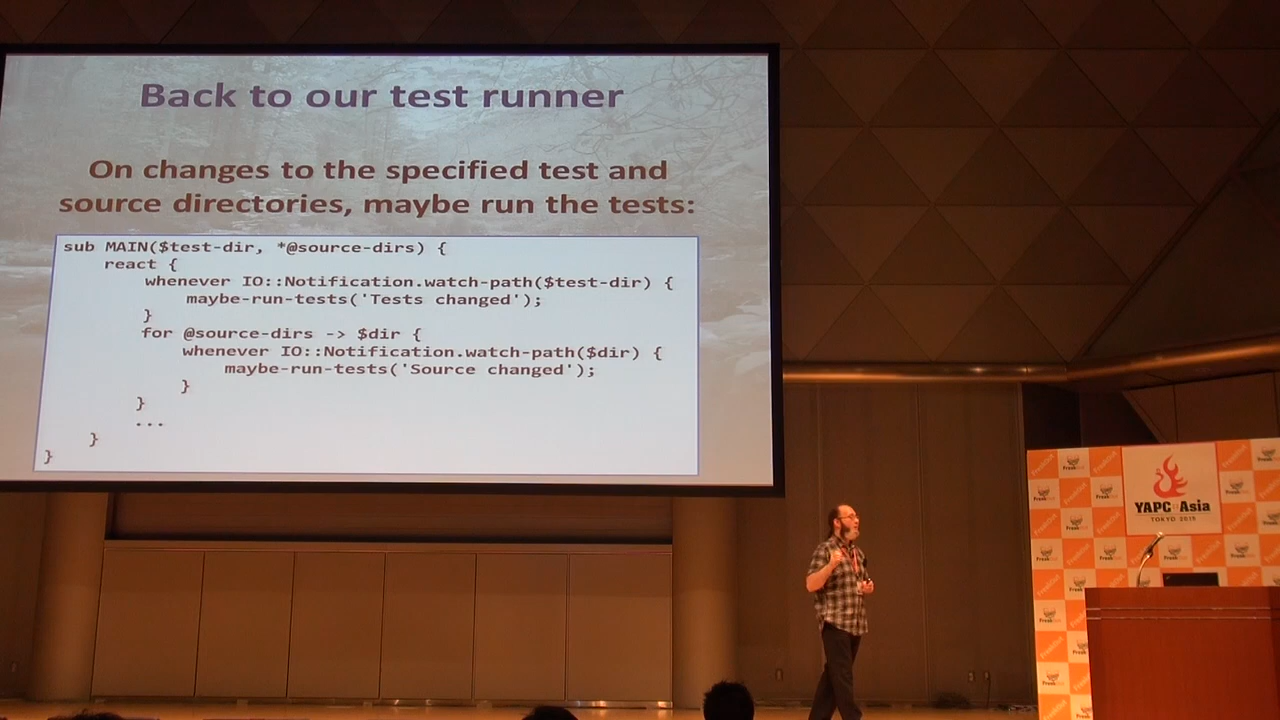 Back to our test runner
On changes to the specified test and
source directories, maybe run the tests:
sub MAIN($test-dir, *@source-dirs) {
react {
whenever IO::Notification.watch-path($test-dir) {
maybe-run-tests('Tests changed');
}
for @source-dirs -> $dir {
whenever IO::Notification.watch-path($dir) {
maybe-run-tests('Source changed');
}
}
...
}
}
YAPC::Asia
TOKYO 2015
FreakOut